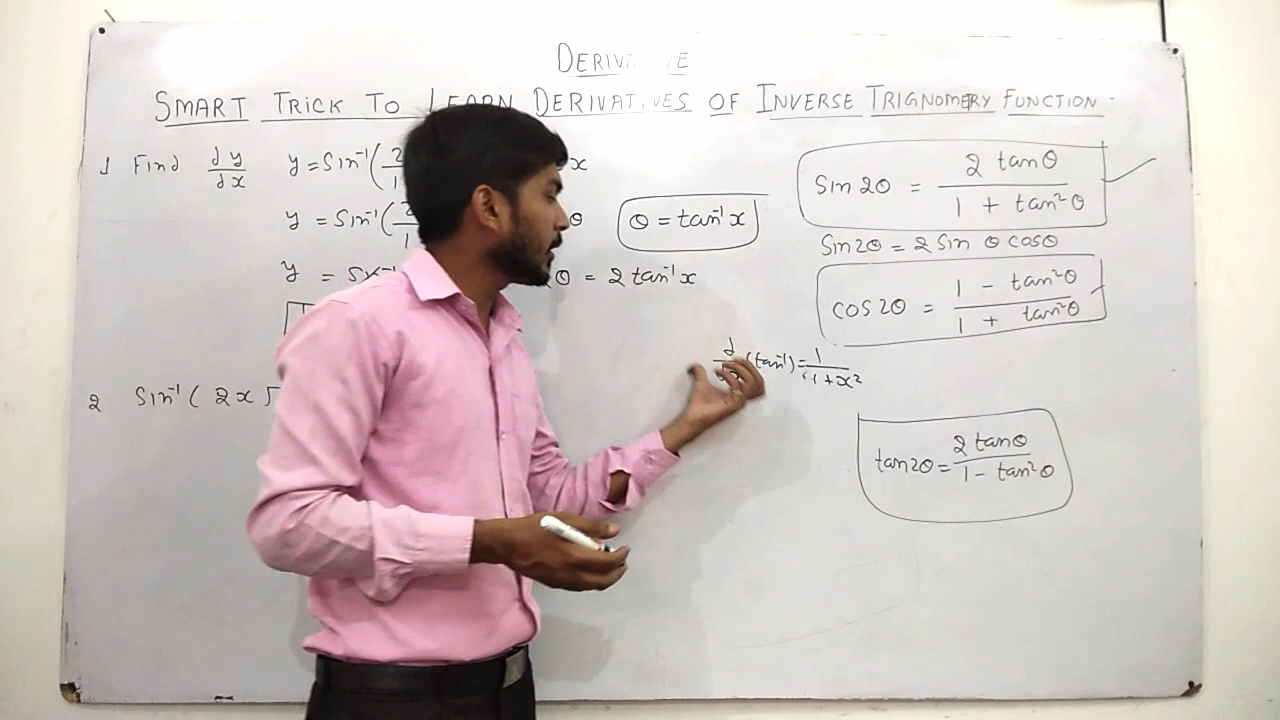 DERIV E
SMART TRICK TO LEARN DERIVATIVES OF INVERSE TRIGNOMERY FUNCTION
1 Find dy/dx y = Sin⁻¹(2 x
y = Sin⁻¹( θ θ = tan⁻¹x
y = Sin⁻¹ 2θ = 2 tan⁻¹x
2 Sin⁻¹( 2x √
Sin 2θ = 2 tanθ / 1 + tan²θ
Sin2θ = 2 Sin θ cosθ
cos 2θ = 1 - tan²θ / 1 + tan²θ
d (tan⁻¹) = 1 / 1+x²
tan2θ = 2 tanθ / 1 - tan²θ